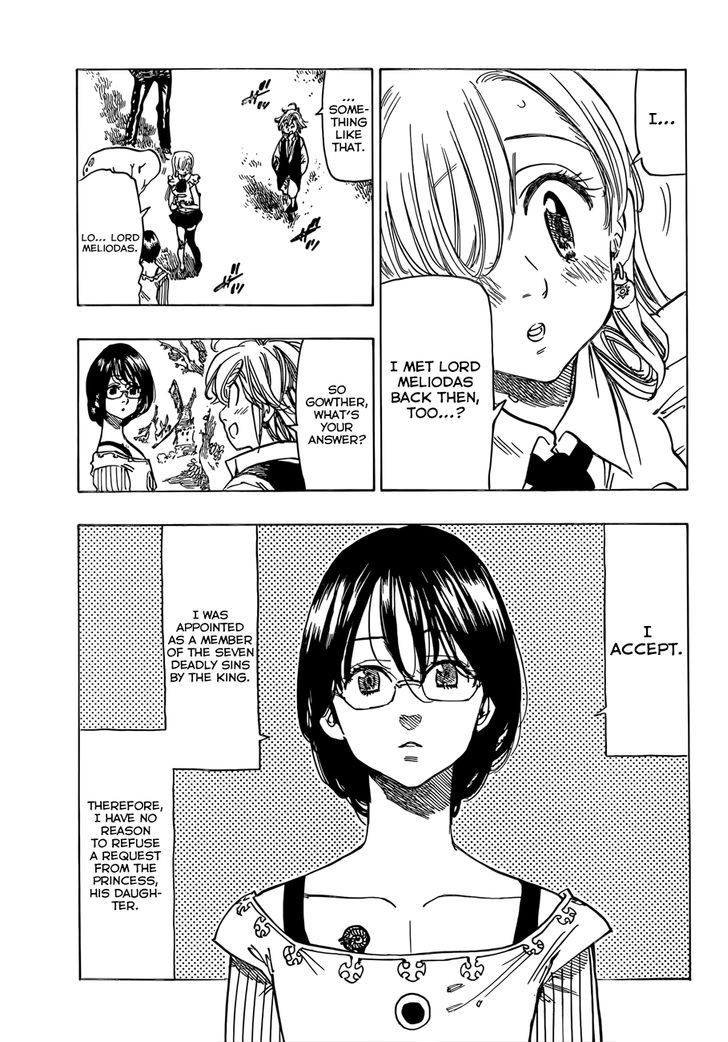 I...
I MET LORD
MELIODAS
BACK THEN,
TOO...?
...
SOME-
THING
LIKE
THAT.
LO... LORD
MELIODAS.
SO
GOWTHER,
WHAT'S
YOUR
ANSWER?
I
ACCEPT.
I WAS
APPOINTED
AS A MEMBER
OF THE SEVEN
DEADLY SINS
BY THE KING.
THEREFORE,
I HAVE NO
REASON
TO REFUSE
A REQUEST
FROM THE
PRINCESS,
HIS DAUGH-
TER.